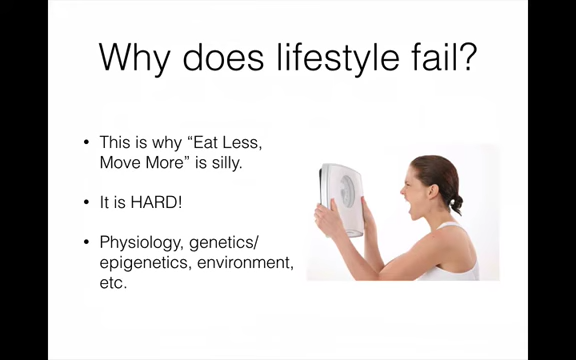 Why does lifestyle fail?
• This is why “Eat Less,
Move More” is silly.
• It is HARD!
• Physiology, genetics/
epigenetics, environment,
etc.